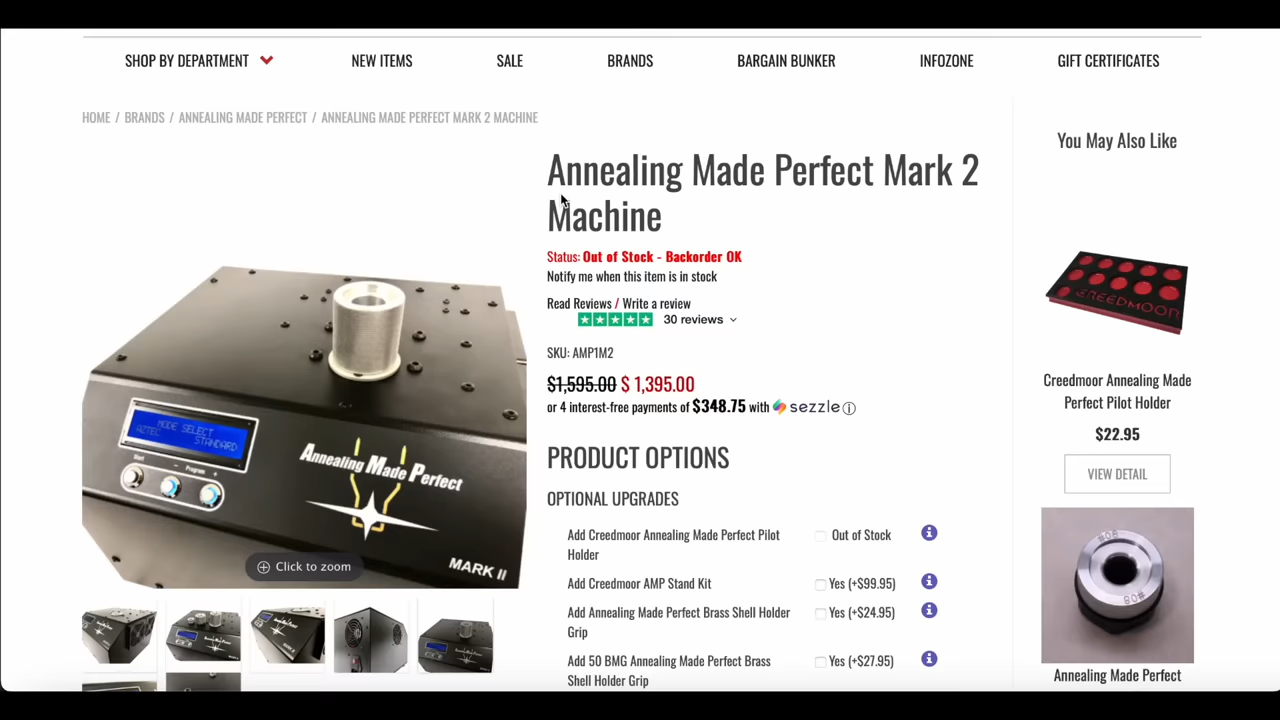 SHOP BY DEPARTMENT
NEW ITEMS
SALE
BRANDS
BARGAIN BUNKER
INFOZONE
GIFT CERTIFICATES
HOME / BRANDS / ANNEALING MADE PERFECT / ANNEALING MADE PERFECT MARK 2 MACHINE
Annealing Made Perfect Mark 2
Machine
Status: Out of Stock - Backorder OK
Notify me when this item is in stock
Read Reviews / Write a review
30 reviews
SKU: AMP1M2
$1,595.00 $ 1,395.00
or 4 interest-free payments of $348.75 with sezzle
PRODUCT OPTIONS
OPTIONAL UPGRADES
Add Creedmoor Annealing Made Perfect Pilot
Holder
Out of Stock
Add Creedmoor AMP Stand Kit
Yes (+$99.95)
Add Annealing Made Perfect Brass Shell Holder
Grip
Yes (+$24.95)
Add 50 BMG Annealing Made Perfect Brass
Shell Holder Grip
Yes (+$27.95)
MODE SELECT
AZTEC STANDARD
Start
- Program +
Annealing Made Perfect
MARK II
Click to zoom
You May Also Like
CREEDMOOR
Creedmoor Annealing Made
Perfect Pilot Holder
$22.95
VIEW DETAIL
#08
#08
Annealing Made Perfect